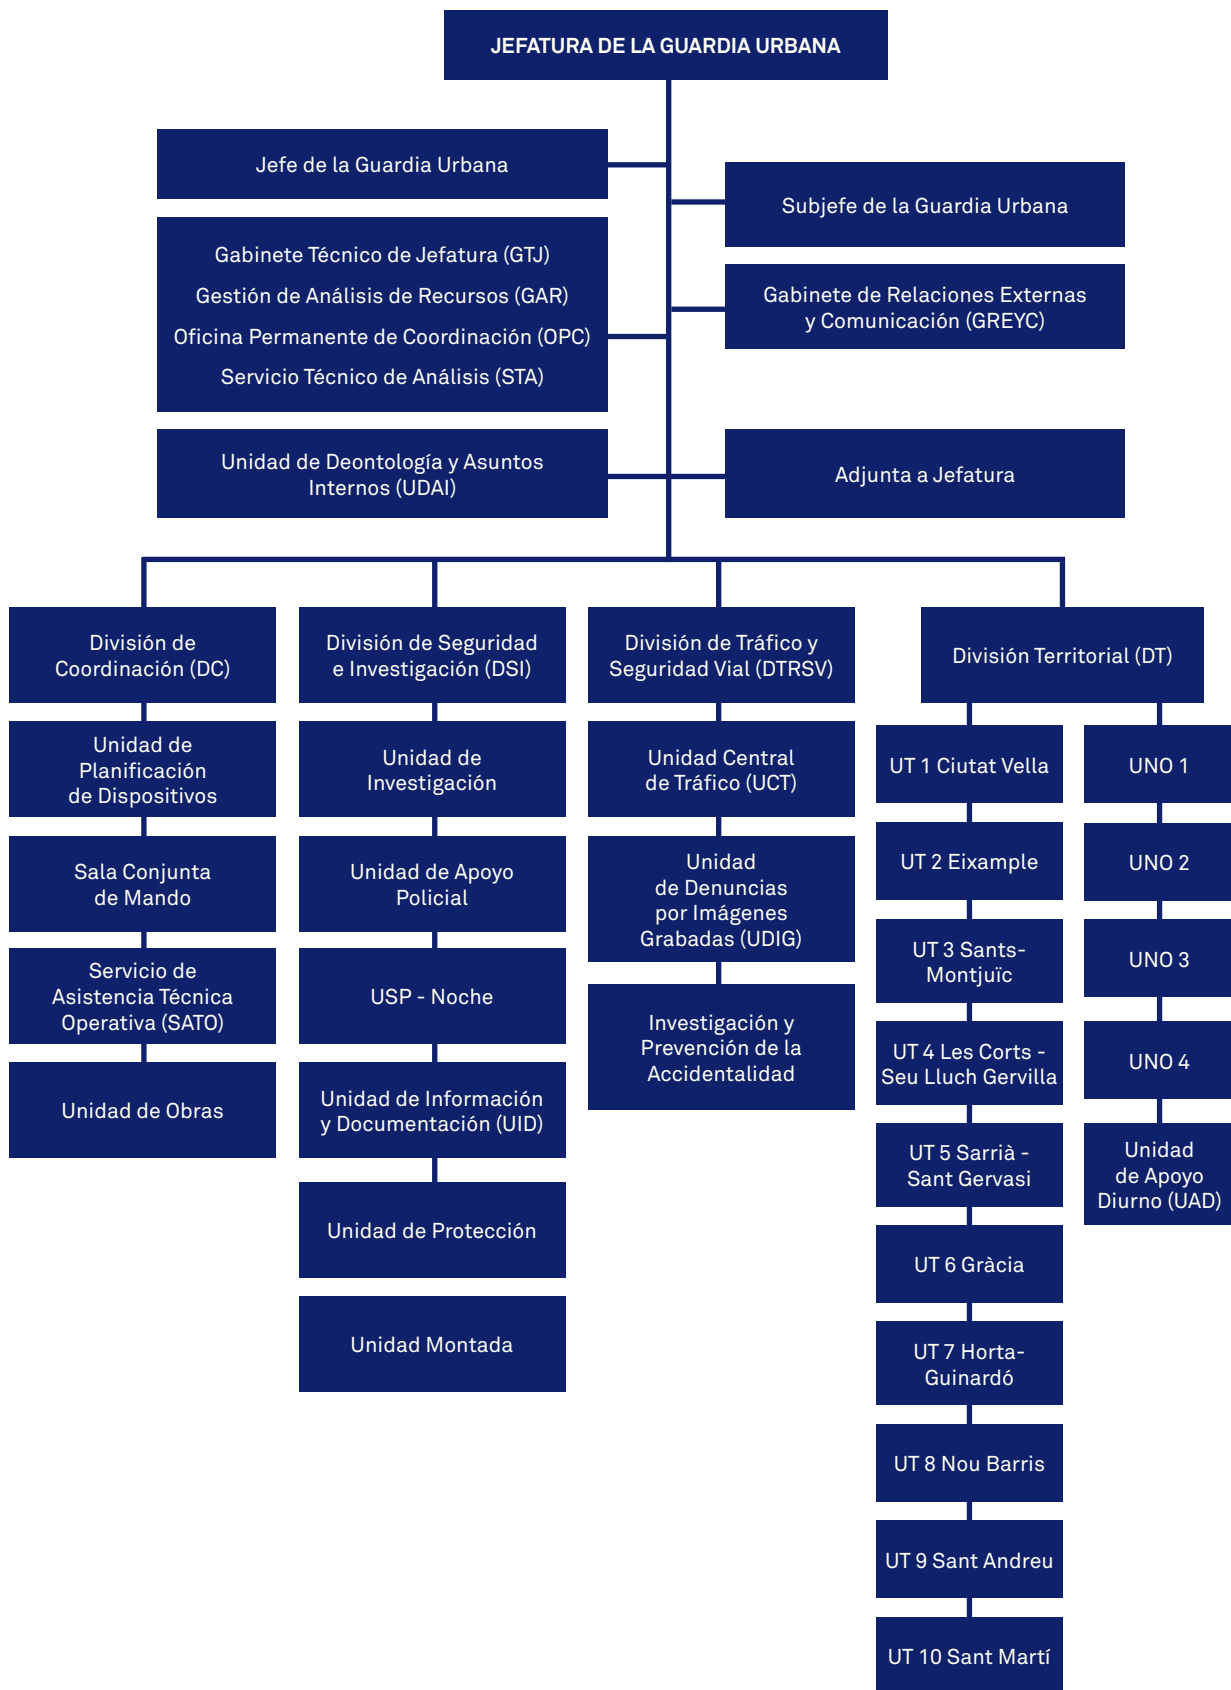 JEFATURA DE LA GUARDIA URBANA
Jefe de la Guardia Urbana
Subjefe de la Guardia Urbana
Gabinete Técnico de Jefatura (GTJ)
Gestión de Análisis de Recursos (GAR)
Oficina Permanente de Coordinación (OPC)
Servicio Técnico de Análisis (STA)
Gabinete de Relaciones Externas
y Comunicación (GREYC)
Unidad de Deontología y Asuntos
Internos (UDAI)
Adjunta a Jefatura
División de
Coordinación (DC)
Unidad de
Planificación
de Dispositivos
Sala Conjunta
de Mando
Servicio de
Asistencia Técnica
Operativa (SATO)
Unidad de Obras
División de Seguridad
e Investigación (DSI)
Unidad de
Investigación
Unidad de Apoyo
Policial
USP - Noche
Unidad de Información
y Documentación (UID)
Unidad de Protección
Unidad Montada
División de Tráfico y
Seguridad Vial (DTRSV)
Unidad Central
de Tráfico (UCT)
Unidad
de Denuncias
por Imágenes
Grabadas (UDIG)
Investigación y
Prevención de la
Accidentalidad
División Territorial (DT)
UT 1 Ciutat Vella
UT 2 Eixample
UT 3 Sants-
Montjuïc
UT 4 Les Corts -
Seu Lluch Gervilla
UT 5 Sarrià -
Sant Gervasi
UT 6 Gràcia
UT 7 Horta-
Guinardó
UT 8 Nou Barris
UT 9 Sant Andreu
UT 10 Sant Martí
UNO 1
UNO 2
UNO 3
UNO 4
Unidad
de Apoyo
Diurno (UAD)